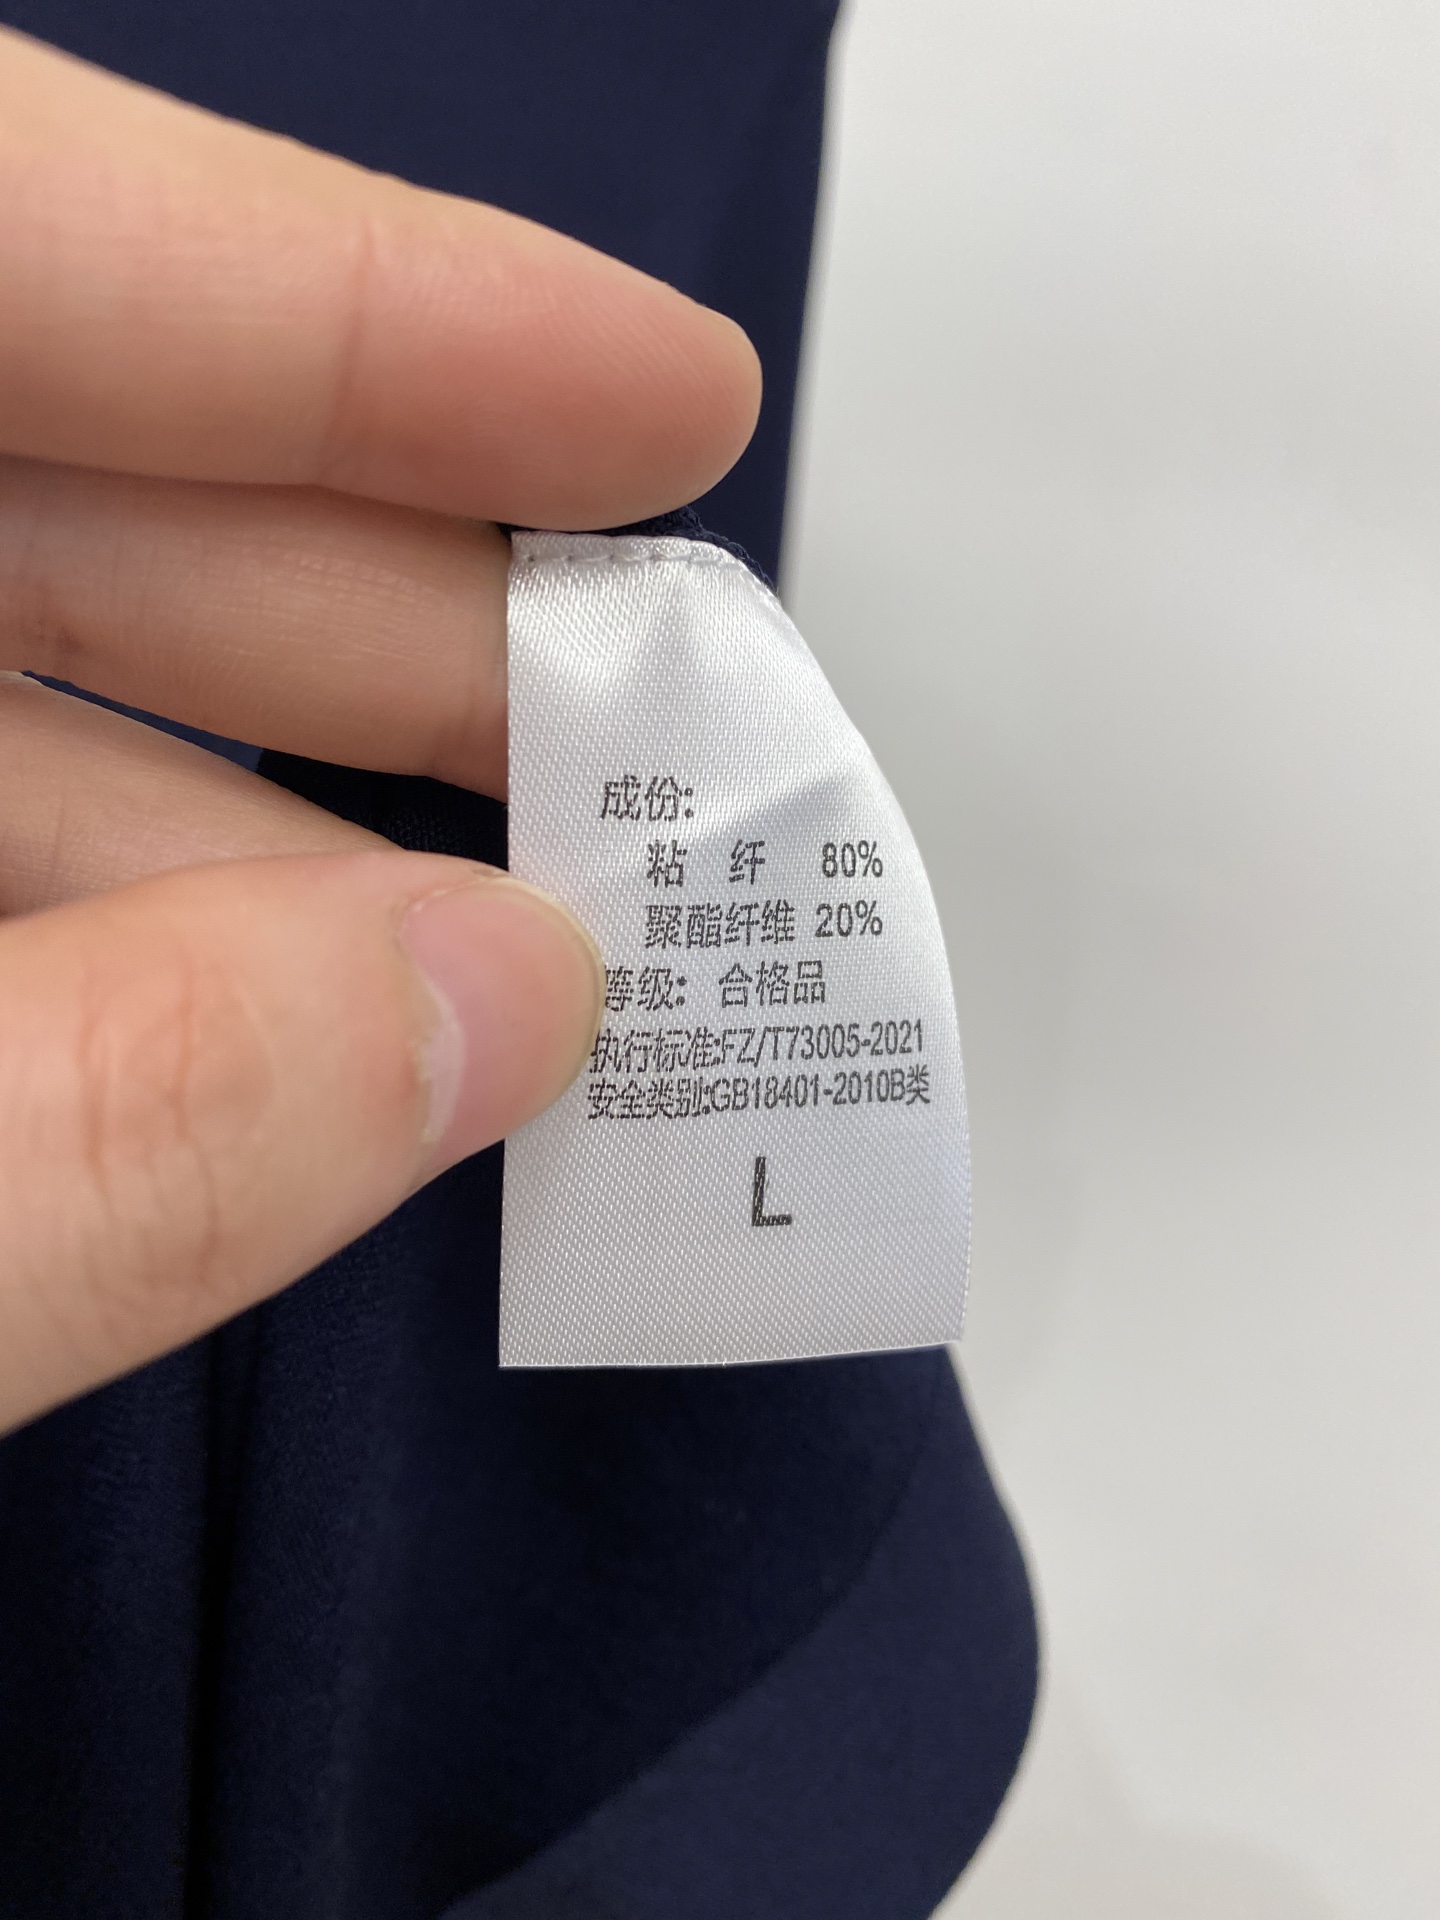 成份:
粘 纤 80%
聚酯纤维 20%
等级: 合格品
执行标准:FZ/T73005-2021
安全类别:GB18401-2010B类
L